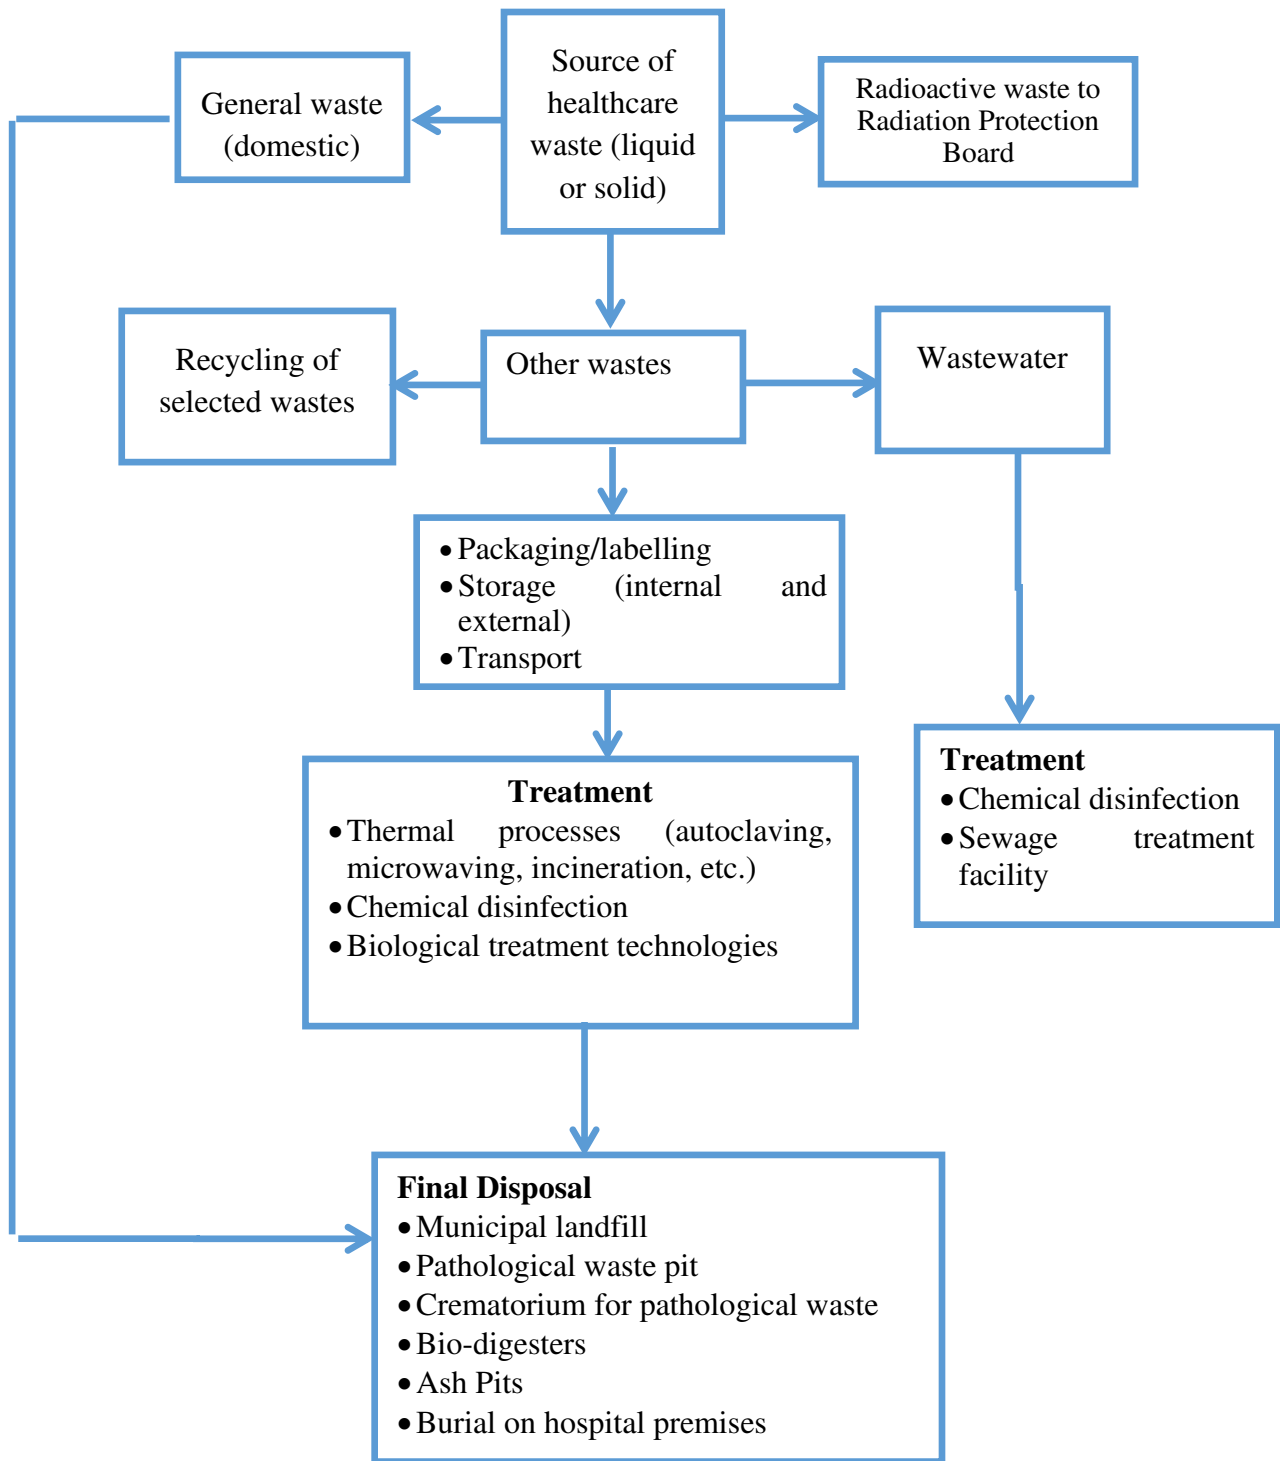 General waste
(domestic)
Source of
healthcare
waste (liquid
or solid)
Radioactive waste to
Radiation Protection
Board
Recycling of
selected wastes
Other wastes
Wastewater
•Packaging/labelling
•Storage (internal and
external)
•Transport
Treatment
•Thermal processes (autoclaving,
microwaving, incineration, etc.)
•Chemical disinfection
•Biological treatment technologies
Treatment
•Chemical disinfection
•Sewage treatment
facility
Final Disposal
•Municipal landfill
•Pathological waste pit
•Crematorium for pathological waste
•Bio-digesters
•Ash Pits
•Burial on hospital premises